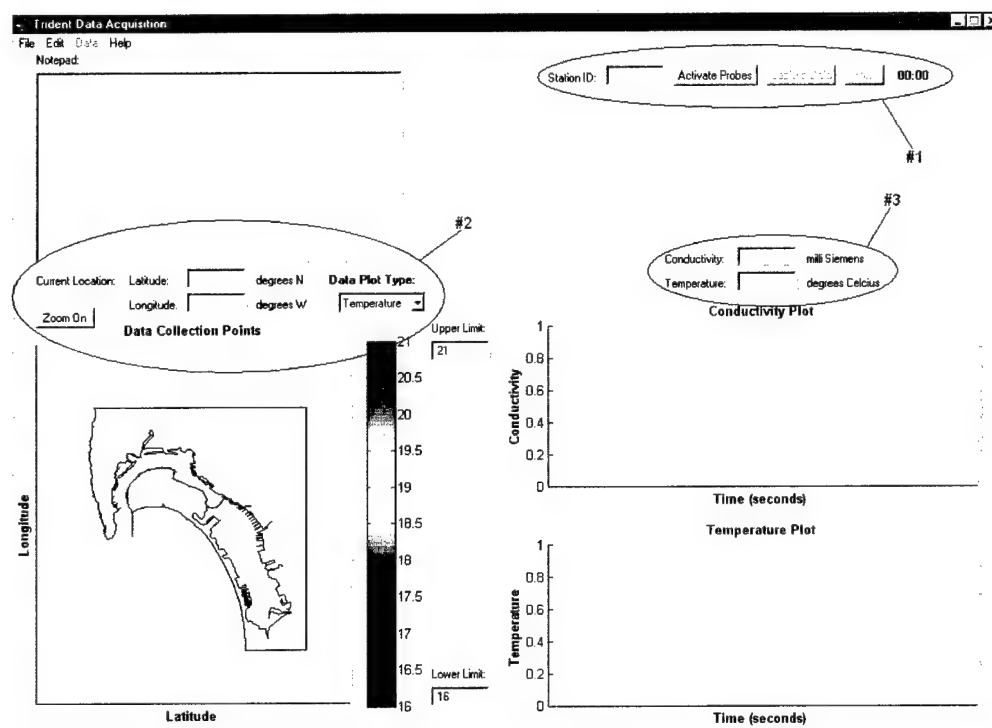 Trident Data Acquisition
File Edit Data Help
Notepad:
Station ID: Activate Probes 00:00
#1
#2
#3
Current Location: Latitude: degrees N Data Plot Type:
Longitude: degrees W Temperature
Zoom On
Data Collection Points
Conductivity: milli Siemens
Temperature: degrees Celcius
Upper Limit:
21
21
20.5
20
19.5
19
18.5
18
17.5
17
16.5
16
Lower Limit:
16
Longitude
Latitude
Conductivity Plot
1
0.8
0.6
0.4
0.2
0
Conductivity
Time (seconds)
Temperature Plot
1
0.8
0.6
0.4
0.2
0
Temperature
Time (seconds)